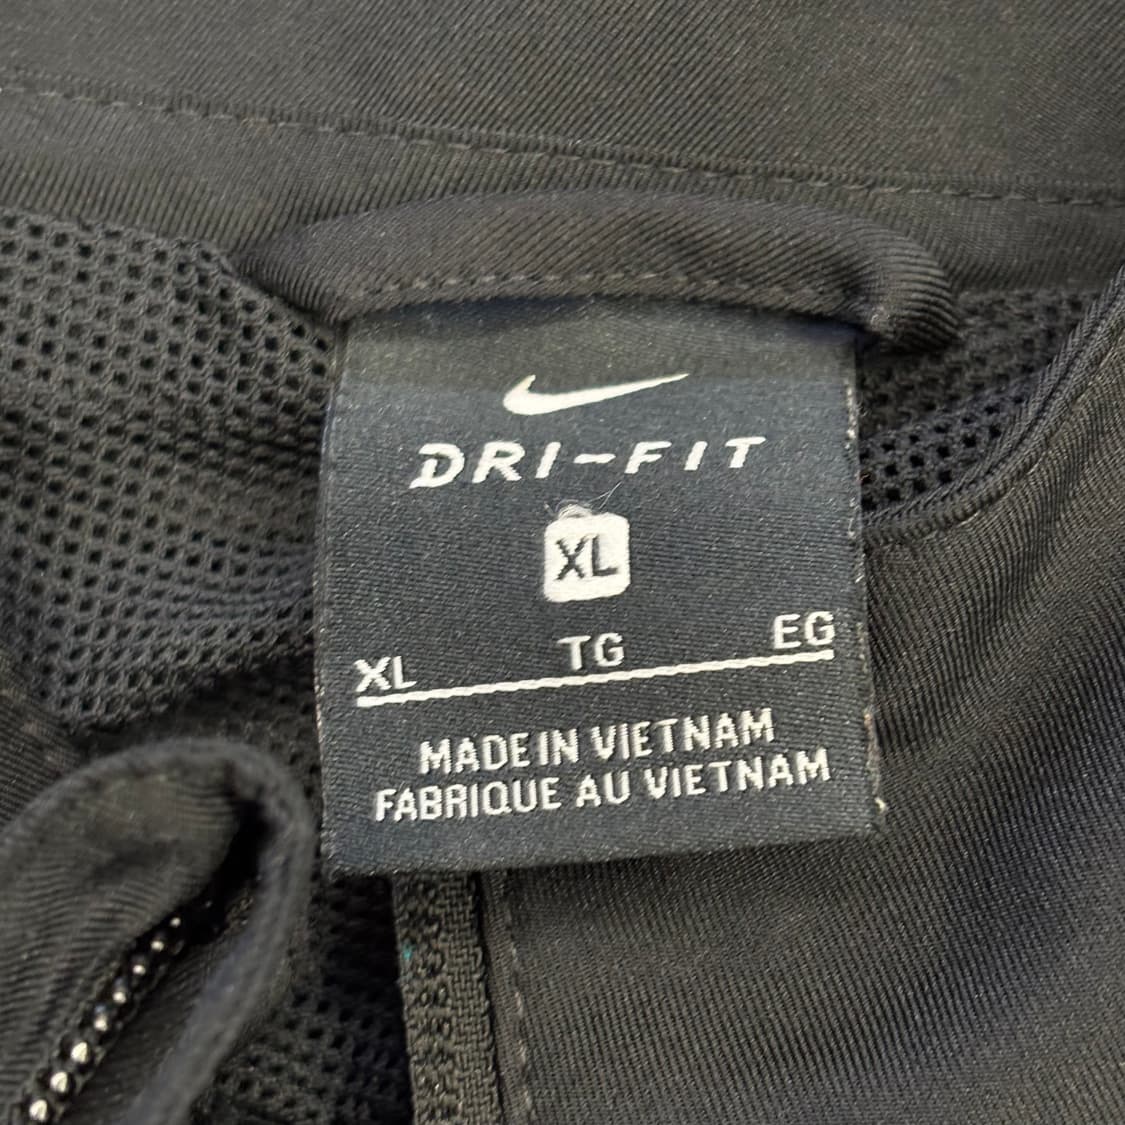 DRI-FIT
XL
XL TG EG
MADE IN VIETNAM
FABRIQUE AU VIETNAM